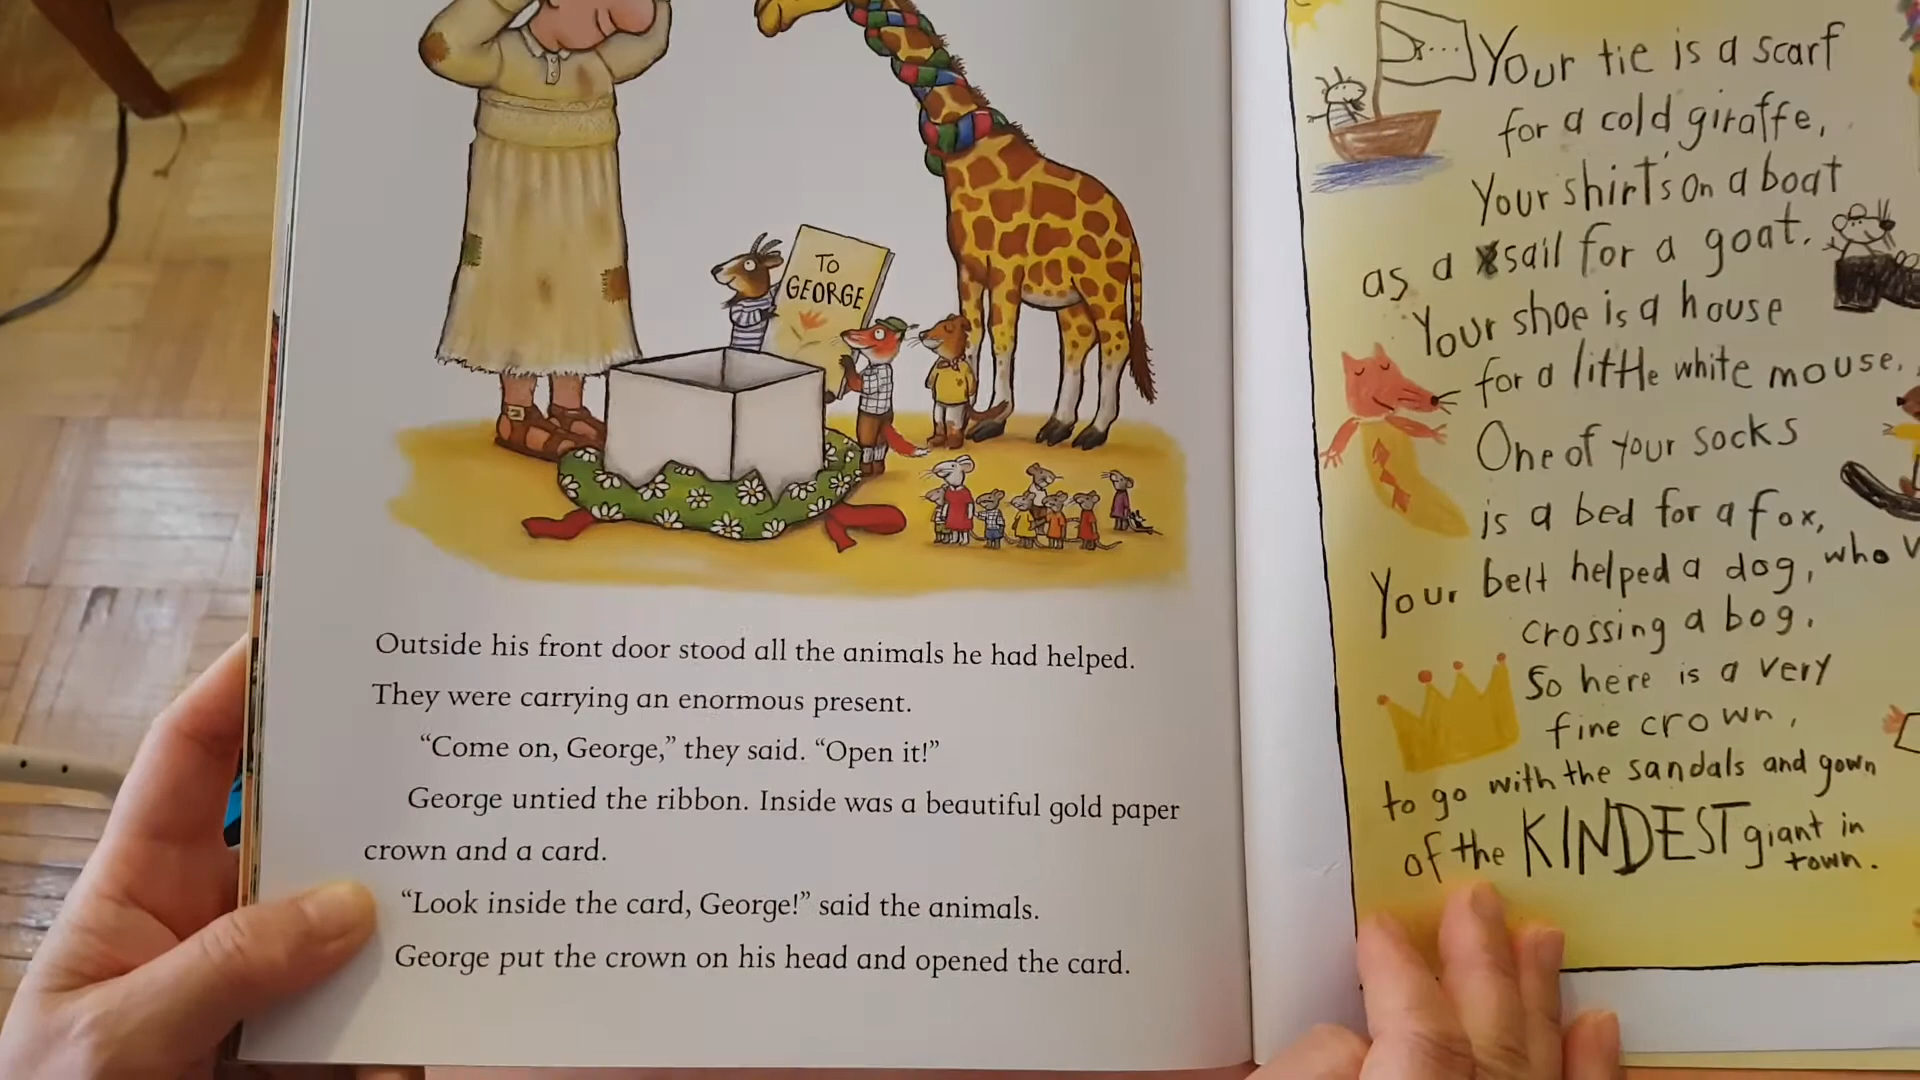 TO
GEORGE
Outside his front door stood all the animals he had helped.
They were carrying an enormous present.
“Come on, George,” they said. “Open it!”
George untied the ribbon. Inside was a beautiful gold paper
crown and a card.
“Look inside the card, George!” said the animals.
George put the crown on his head and opened the card.
Your tie is a scarf
for a cold giraffe,
Your shirt's on a boat
as a sail for a goat.
Your shoe is a house
for a little white mouse.
One of your socks
is a bed for a fox,
Your belt helped a dog, who
crossing a bog.
So here is a very
fine crown,
to go with the sandals and gown
of the KINDEST giant in
town.